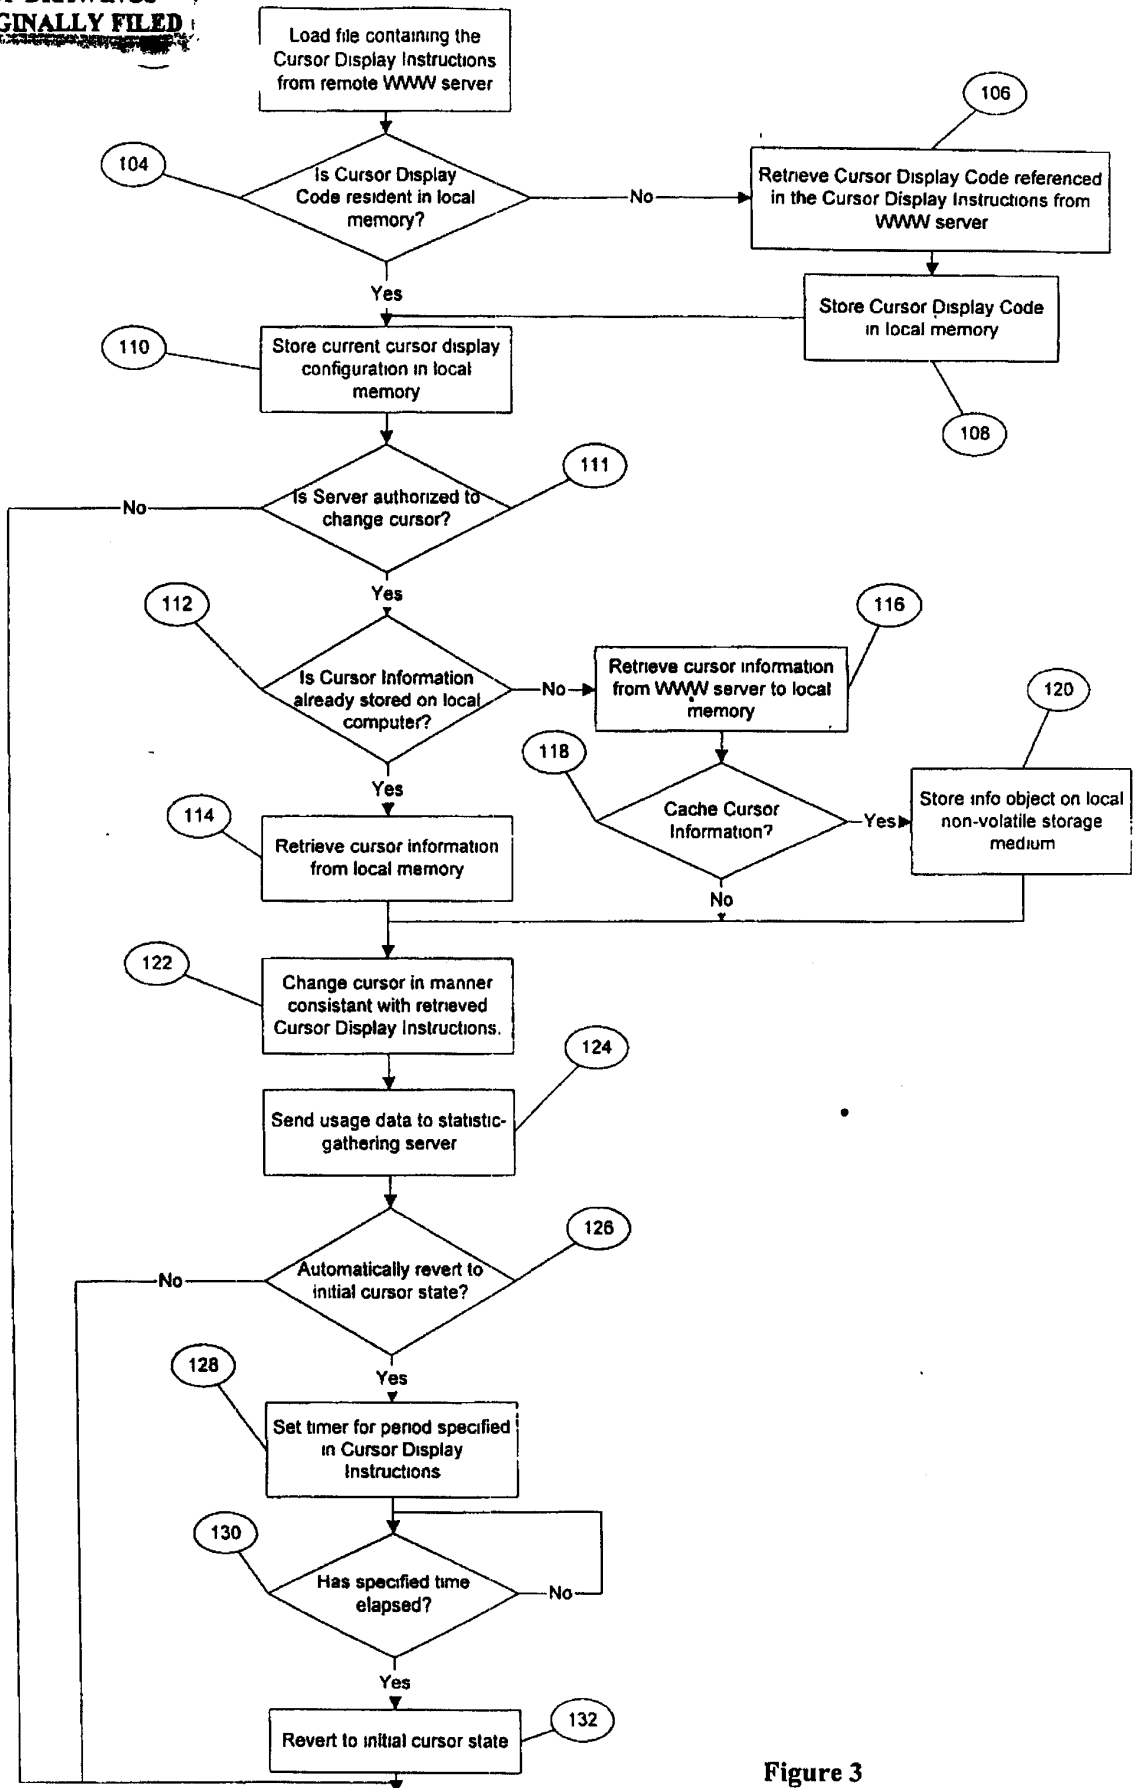 GINALLY FILED
Load file containing the
Cursor Display Instructions
from remote WWW server
106
104
Is Cursor Display
Code resident in local
memory?
No
Retrieve Cursor Display Code referenced
in the Cursor Display Instructions from
WWW server
Yes
Store Cursor Display Code
in local memory
110
Store current cursor display
configuration in local
memory
108
111
No
Is Server authorized to
change cursor?
Yes
112
116
Is Cursor Information
already stored on local
computer?
No
Retrieve cursor information
from WWW server to local
memory
120
118
Yes
Cache Cursor
Information?
Yes
Store info object on local
non-volatile storage
medium
114
Retrieve cursor information
from local memory
No
122
Change cursor in manner
consistant with retrieved
Cursor Display Instructions.
124
Send usage data to statistic-
gathering server
126
No
Automatically revert to
initial cursor state?
128
Yes
Set timer for period specified
in Cursor Display
Instructions
130
Has specified time
elapsed?
No
Yes
Revert to initial cursor state
132
Figure 3